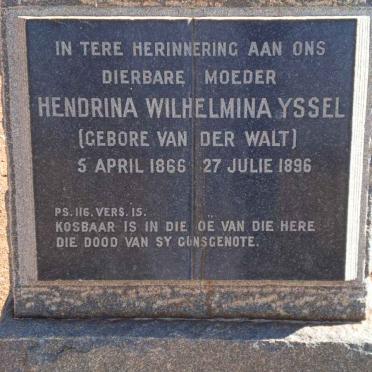 IN TERE HERINNERING AAN ONS
DIERBARE MOEDER
HENDRINA WILHELMINA YSSEL
(GEBORE VAN DER WALT)
5 APRIL 1866 27 JULIE 1896
PS. 116. VERS. 15.
KOSBAAR IS IN DIE OË VAN DIE HERE
DIE DOOD VAN SY GUNSGENOTE.